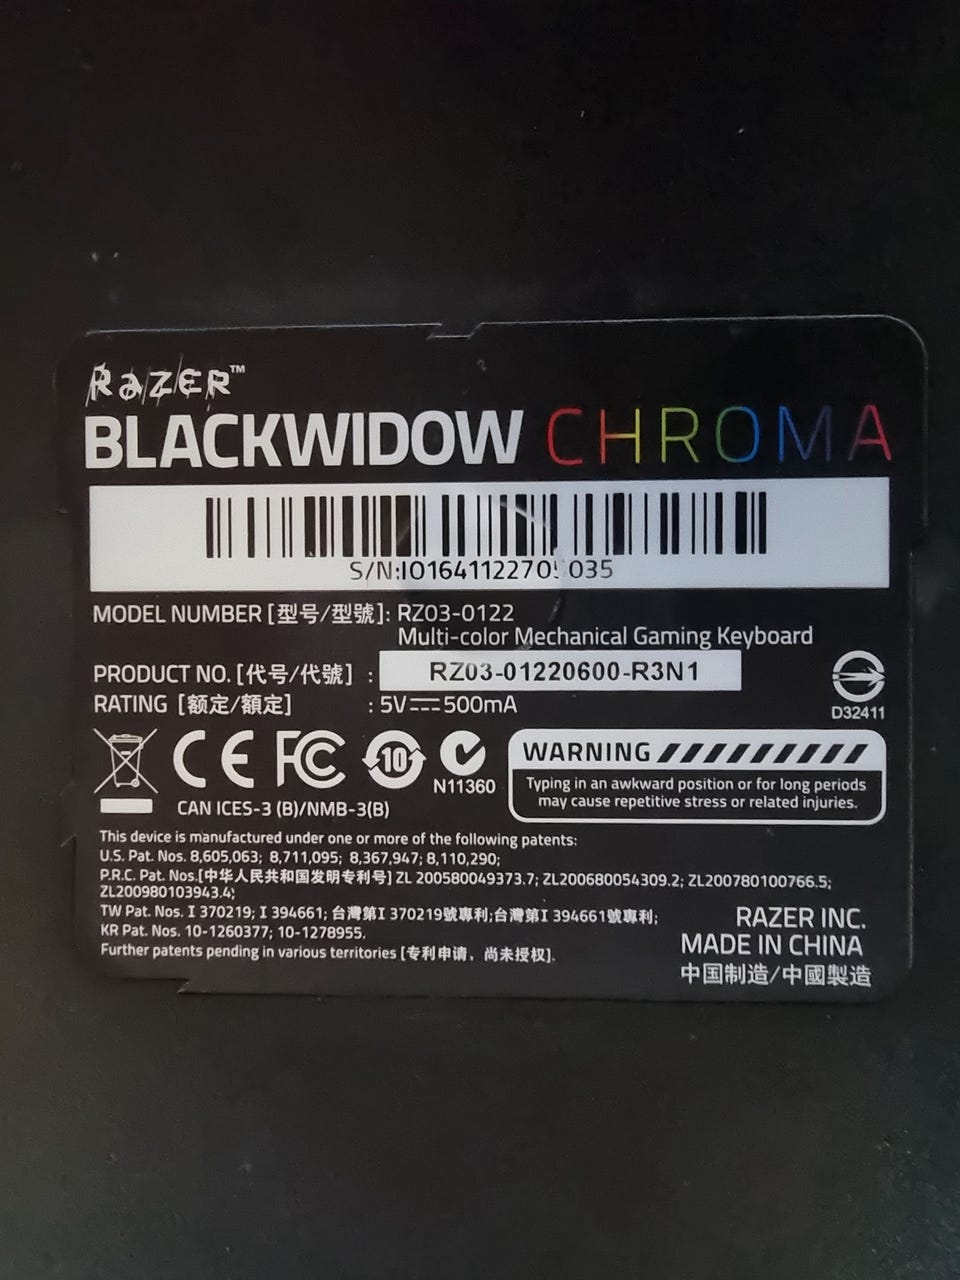 RAZER™
BLACKWIDOW CHROMA
MODEL NUMBER [型号/型號]: RZ03-0122
Multi-color Mechanical Gaming Keyboard
PRODUCT NO. [代号/代號] : RZ03-01220600-R3N1
RATING [额定/額定] : 5V⎓500mA
D32411
CE FC 10 N11360
CAN ICES-3 (B)/NMB-3(B)
WARNING
Typing in an awkward position or for long periods
may cause repetitive stress or related injuries.
This device is manufactured under one or more of the following patents:
U.S. Pat. Nos. 8,605,063; 8,711,095; 8,367,947; 8,110,290;
P.R.C. Pat. Nos.[中华人民共和国发明专利号] ZL 200580049373.7; ZL200680054309.2; ZL200780100766.5;
ZL200980103943.4;
TW Pat. Nos. I 370219; I 394661; 台灣第I 370219號專利;台灣第I 394661號專利;
KR Pat. Nos. 10-1260377; 10-1278955,
Further patents pending in various territories [专利申请，尚未授权].
RAZER INC.
MADE IN CHINA
中国制造/中國製造